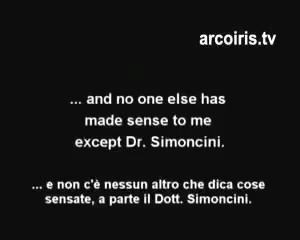 arcoiris.tv
... and no one else has
made sense to me
except Dr. Simoncini.
... e non c'è nessun altro che dica cose
sensate, a parte il Dott. Simoncini.